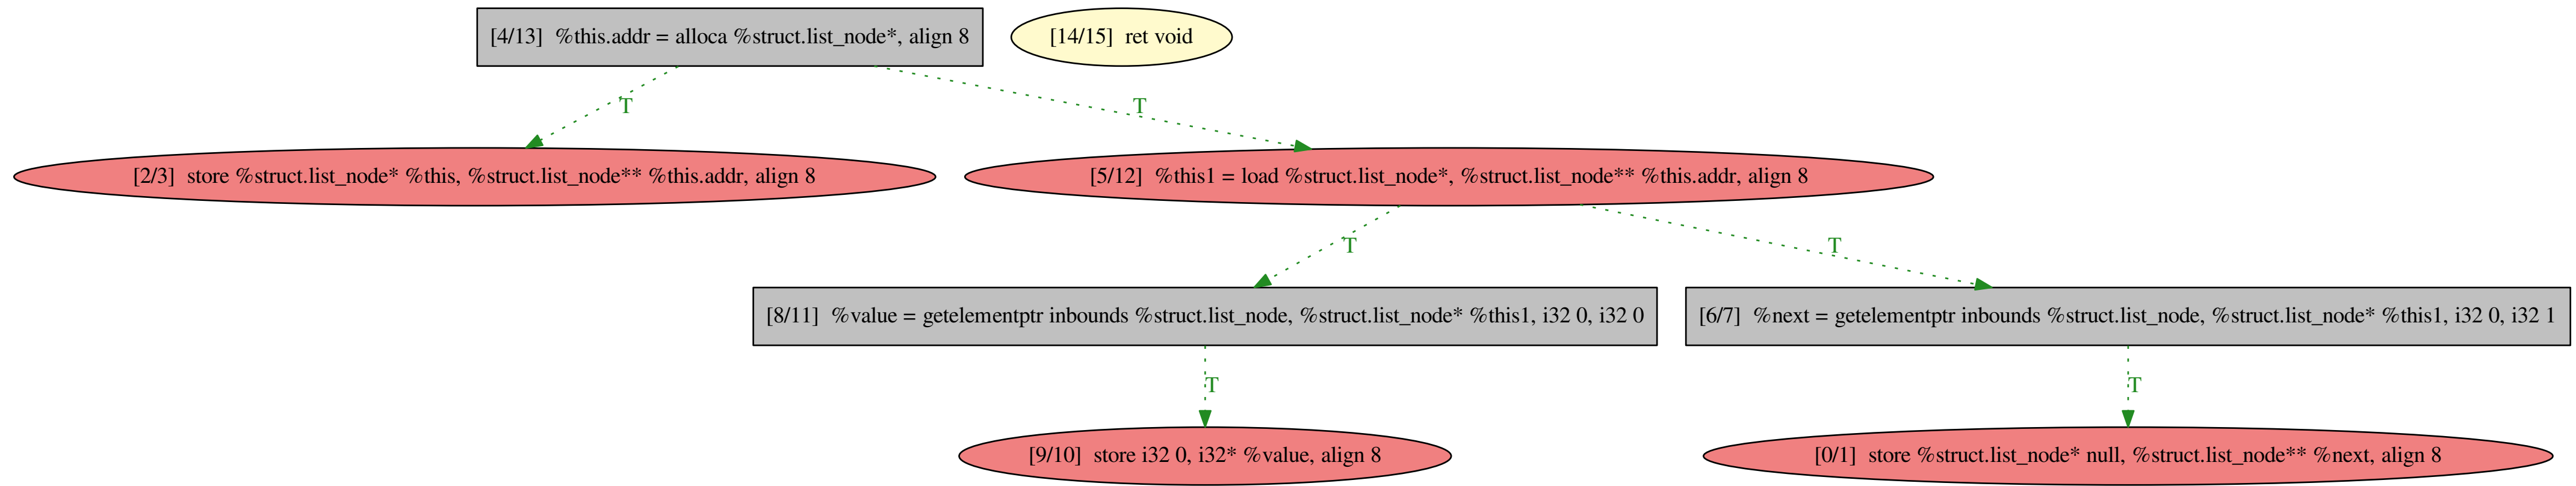 [4/13]  %this.addr = alloca %struct.list_node*, align 8
[14/15]  ret void
T
T
[2/3]  store %struct.list_node* %this, %struct.list_node** %this.addr, align 8
[5/12]  %this1 = load %struct.list_node*, %struct.list_node** %this.addr, align 8
T
T
[8/11]  %value = getelementptr inbounds %struct.list_node, %struct.list_node* %this1, i32 0, i32 0
[6/7]  %next = getelementptr inbounds %struct.list_node, %struct.list_node* %this1, i32 0, i32 1
T
T
[9/10]  store i32 0, i32* %value, align 8
[0/1]  store %struct.list_node* null, %struct.list_node** %next, align 8